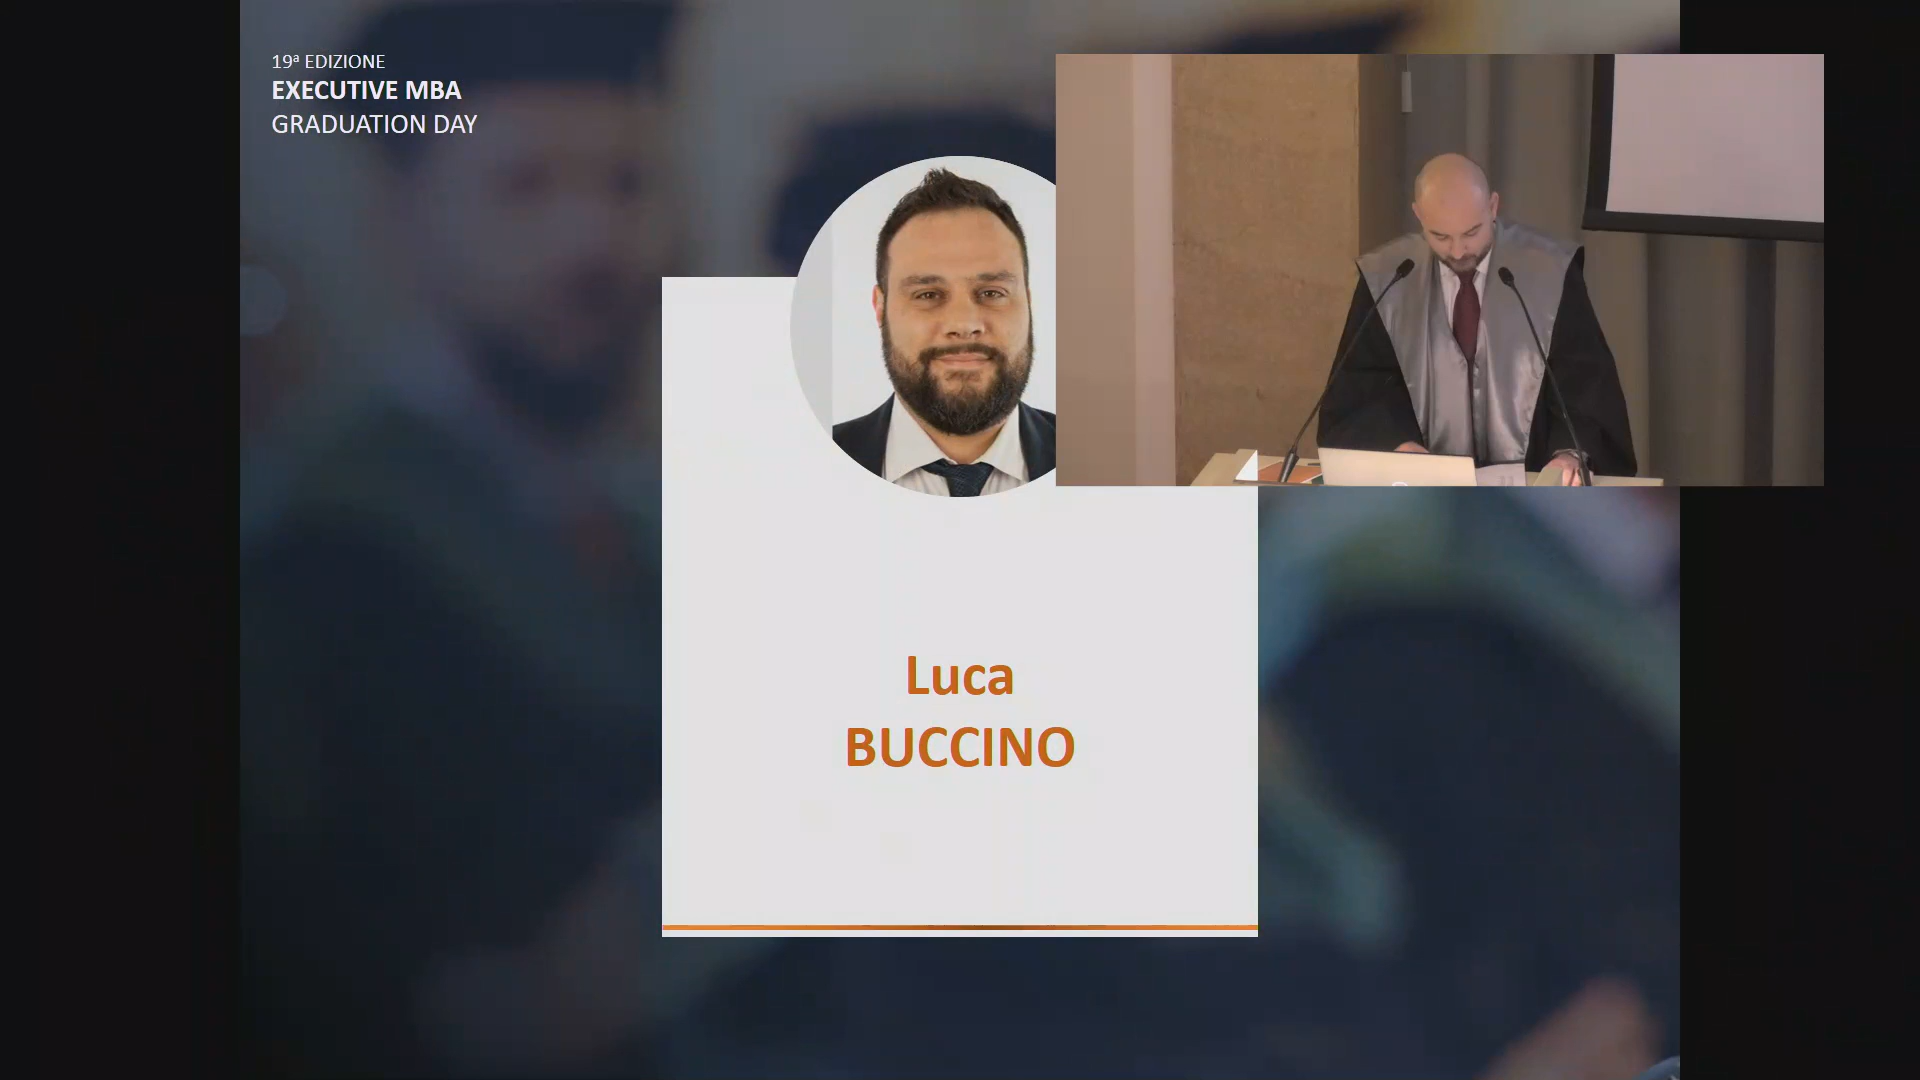 19ª EDIZIONE
EXECUTIVE MBA
GRADUATION DAY
Luca
BUCCINO